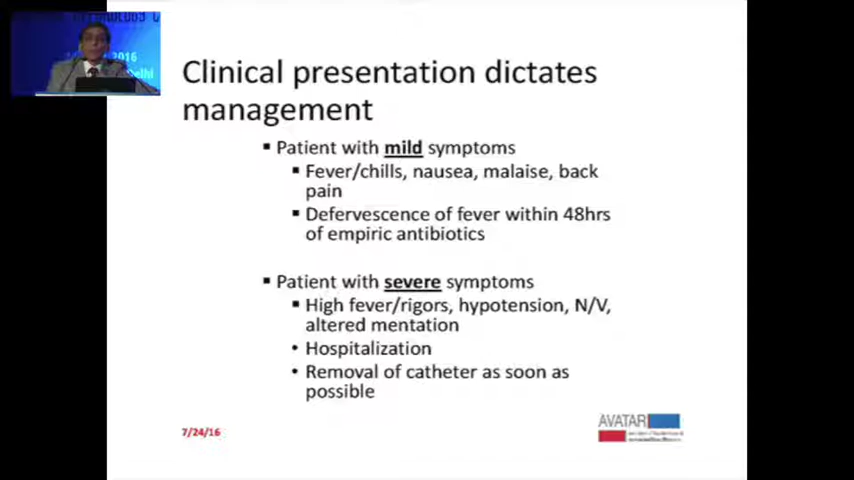 2016
Delhi
Clinical presentation dictates
management
▪ Patient with mild symptoms
▪ Fever/chills, nausea, malaise, back
pain
▪ Defervescence of fever within 48hrs
of empiric antibiotics
▪ Patient with severe symptoms
▪ High fever/rigors, hypotension, N/V,
altered mentation
• Hospitalization
• Removal of catheter as soon as
possible
7/24/16
AVATAR